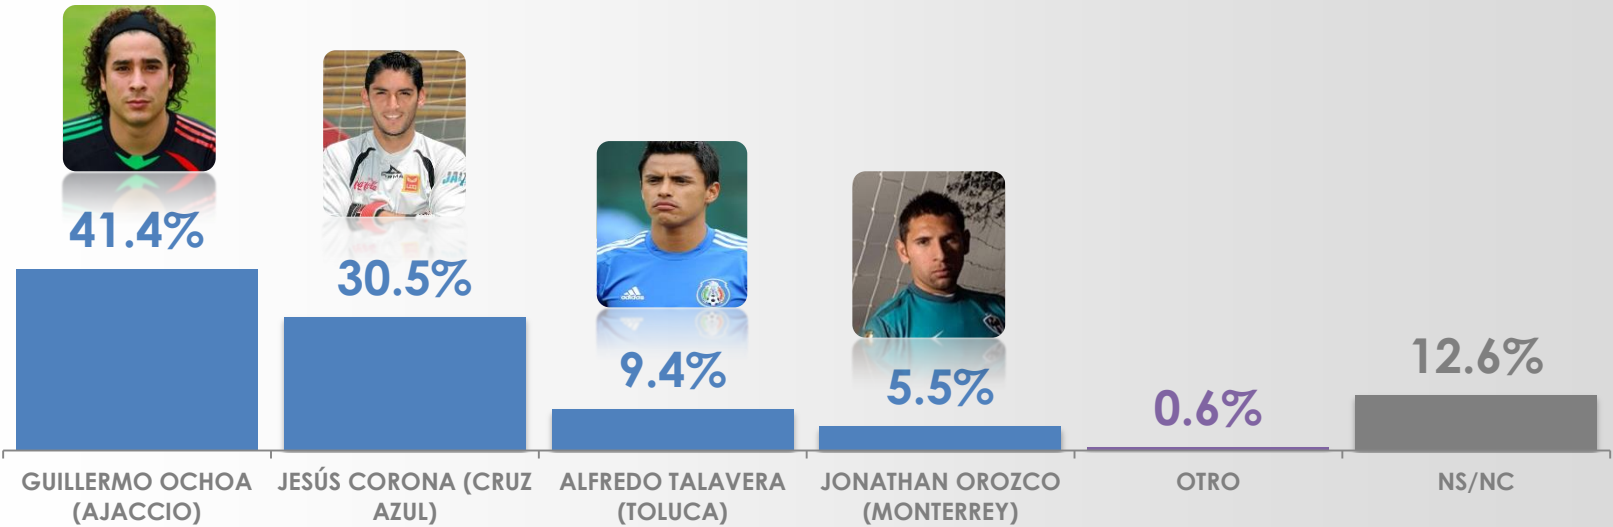 41.4%
30.5%
9.4%
5.5%
0.6%
12.6%
GUILLERMO OCHOA
(AJACCIO)
JESÚS CORONA (CRUZ
AZUL)
ALFREDO TALAVERA
(TOLUCA)
JONATHAN OROZCO
(MONTERREY)
OTRO
NS/NC
adidas